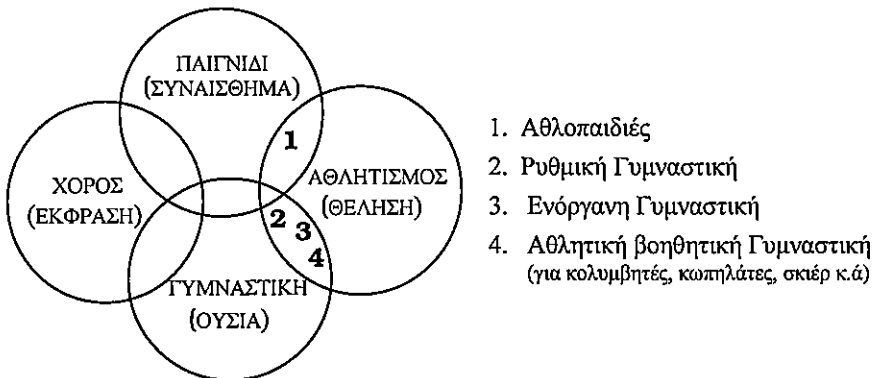 ΠΑΙΓΝΙΔΙ
(ΣΥΝΑΙΣΘΗΜΑ)
ΧΟΡΟΣ
(ΕΚΦΡΑΣΗ)
ΑΘΛΗΤΙΣΜΟΣ
(ΘΕΛΗΣΗ)
ΓΥΜΝΑΣΤΙΚΗ
(ΟΥΣΙΑ)
1
2
3
4
1. Αθλοπαιδιές
2. Ρυθμική Γυμναστική
3. Ενόργανη Γυμναστική
4. Αθλητική βοηθητική Γυμναστική
(για κολυμβητές, κωπηλάτες, σκιέρ κ.ά)